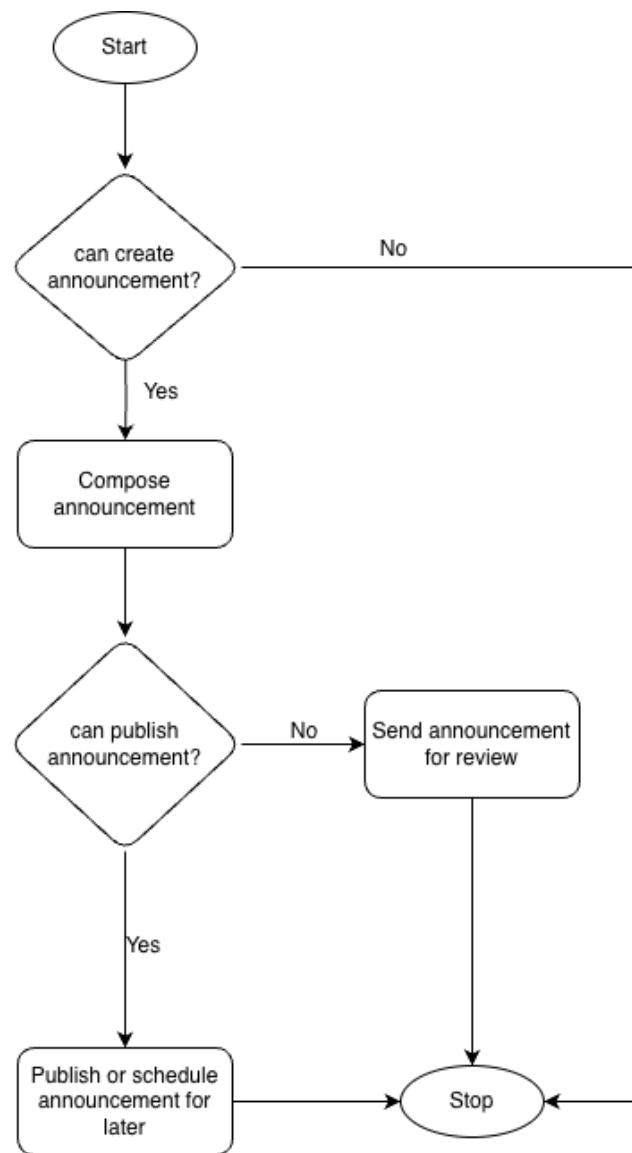 Start
can create
announcement?
No
Yes
Compose
announcement
can publish
announcement?
No
Send announcement
for review
Yes
Publish or schedule
announcement for
later
Stop